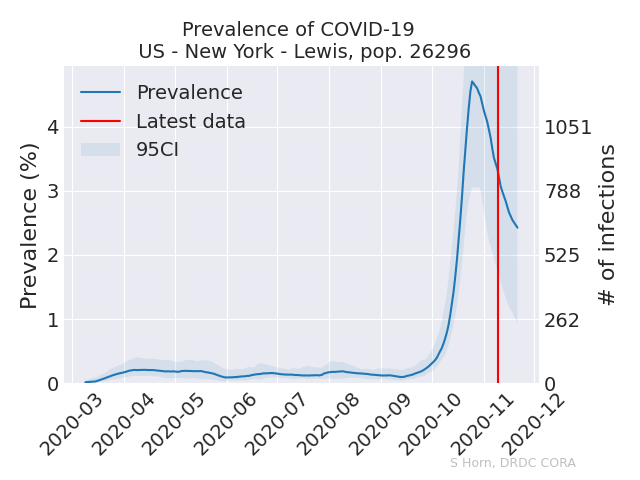 Prevalence of COVID-19
US - New York - Lewis, pop. 26296
Prevalence
Latest data
95CI
Prevalence (%)
4
3
2
1
0
1051
788
525
262
0
# of infections
2020-03
2020-04
2020-05
2020-06
2020-07
2020-08
2020-09
2020-10
2020-11
2020-12
S Horn, DRDC CORA